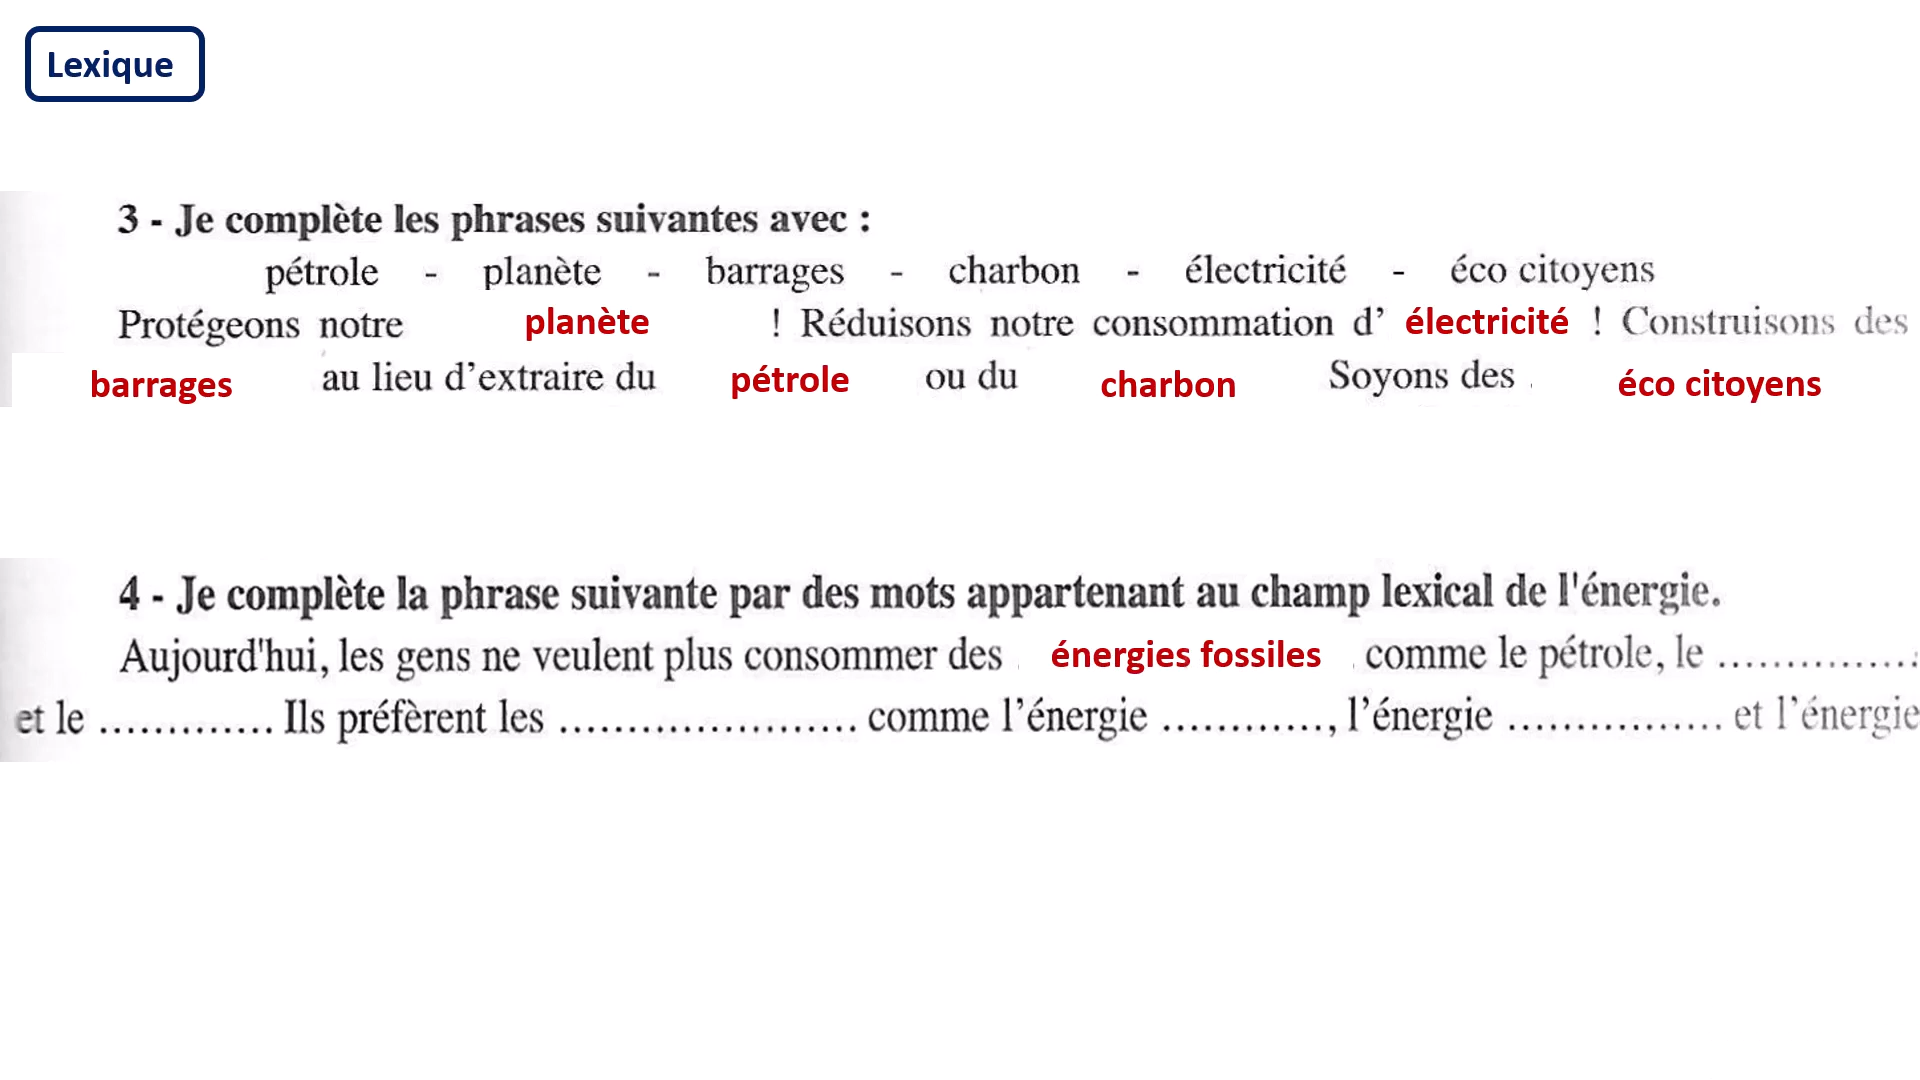 Lexique
3 - Je complète les phrases suivantes avec :
pétrole - planète - barrages - charbon - électricité - éco citoyens
Protégeons notre planète ! Réduisons notre consommation d’ électricité ! Construisons des
barrages au lieu d’extraire du pétrole ou du charbon Soyons des éco citoyens
4 - Je complète la phrase suivante par des mots appartenant au champ lexical de l'énergie.
Aujourd'hui, les gens ne veulent plus consommer des énergies fossiles comme le pétrole, le ...............
et le ............. Ils préfèrent les ...................... comme l’énergie ............, l’énergie ................ et l’énergie